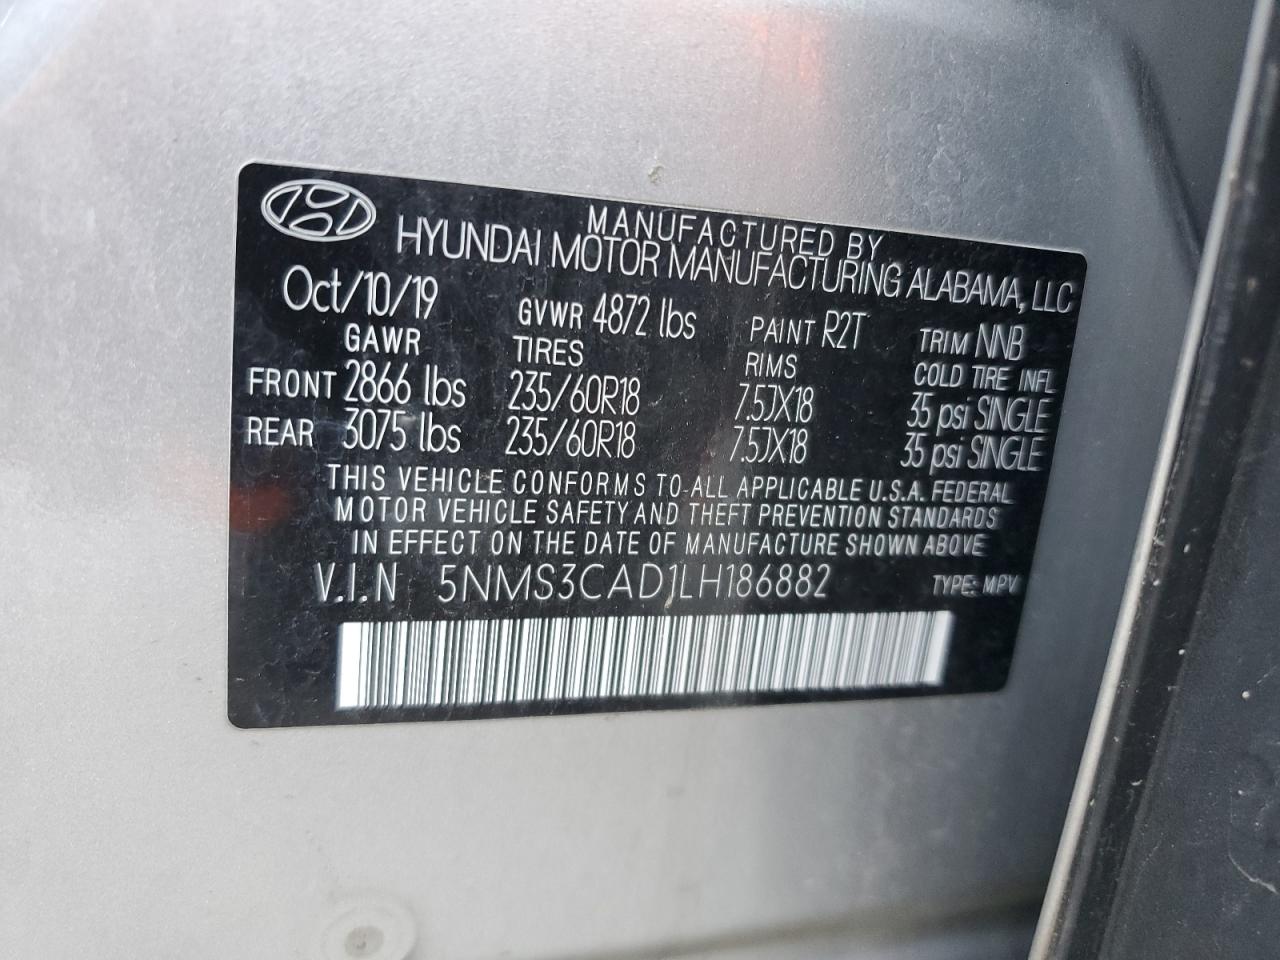 MANUFACTURED BY
HYUNDAI MOTOR MANUFACTURING ALABAMA, LLC
Oct/10/19 GVWR 4872 lbs PAINT R2T TRIM NNB
GAWR TIRES RIMS COLD TIRE INFL
FRONT 2866 lbs 235/60R18 7.5JX18 35 psi SINGLE
REAR 3075 lbs 235/60R18 7.5JX18 35 psi SINGLE
THIS VEHICLE CONFORMS TO ALL APPLICABLE U.S.A. FEDERAL
MOTOR VEHICLE SAFETY AND THEFT PREVENTION STANDARDS
IN EFFECT ON THE DATE OF MANUFACTURE SHOWN ABOVE
V.I.N 5NMS3CAD1LH186882 TYPE: MPV